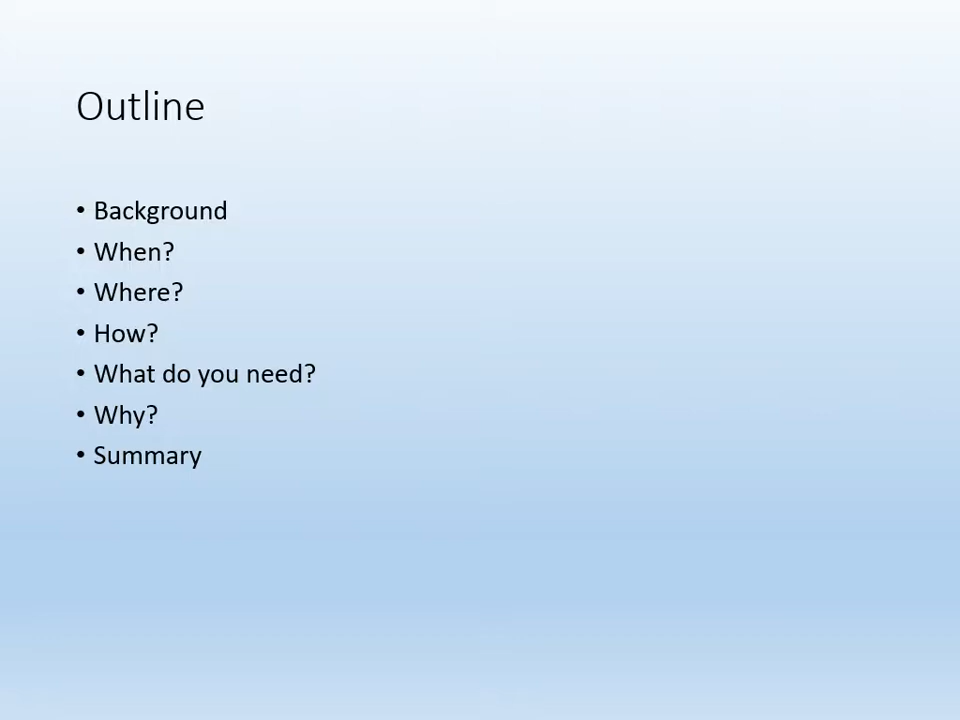 Outline
• Background
• When?
• Where?
• How?
• What do you need?
• Why?
• Summary